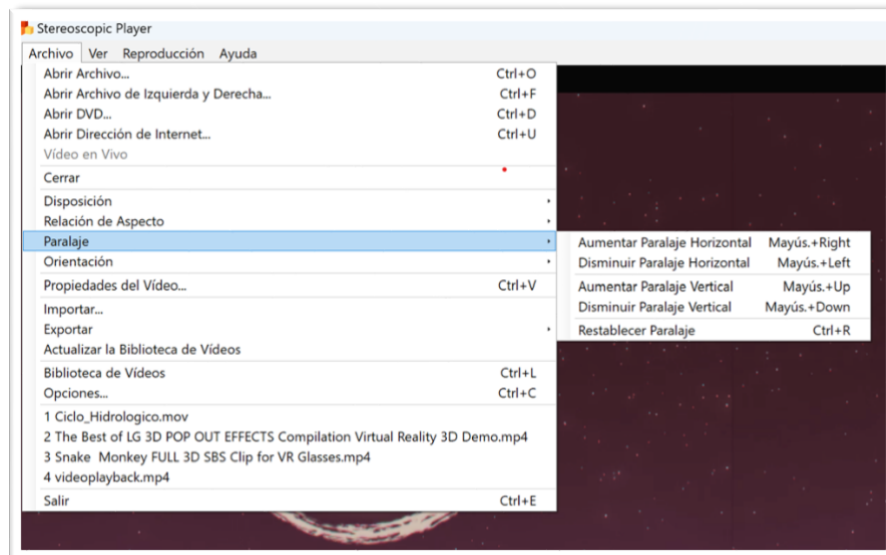 Stereoscopic Player
Archivo Ver Reproducción Ayuda
Abrir Archivo... Ctrl+O
Abrir Archivo de Izquierda y Derecha... Ctrl+F
Abrir DVD... Ctrl+D
Abrir Dirección de Internet... Ctrl+U
Vídeo en Vivo
Cerrar
Disposición
Relación de Aspecto
Paralaje
Orientación
Propiedades del Vídeo... Ctrl+V
Importar...
Exportar
Actualizar la Biblioteca de Vídeos
Biblioteca de Vídeos Ctrl+L
Opciones... Ctrl+C
1 Ciclo_Hidrologico.mov
2 The Best of LG 3D POP OUT EFFECTS Compilation Virtual Reality 3D Demo.mp4
3 Snake Monkey FULL 3D SBS Clip for VR Glasses.mp4
4 videoplayback.mp4
Salir Ctrl+E
Aumentar Paralaje Horizontal Mayús.+Right
Disminuir Paralaje Horizontal Mayús.+Left
Aumentar Paralaje Vertical Mayús.+Up
Disminuir Paralaje Vertical Mayús.+Down
Restablecer Paralaje Ctrl+R